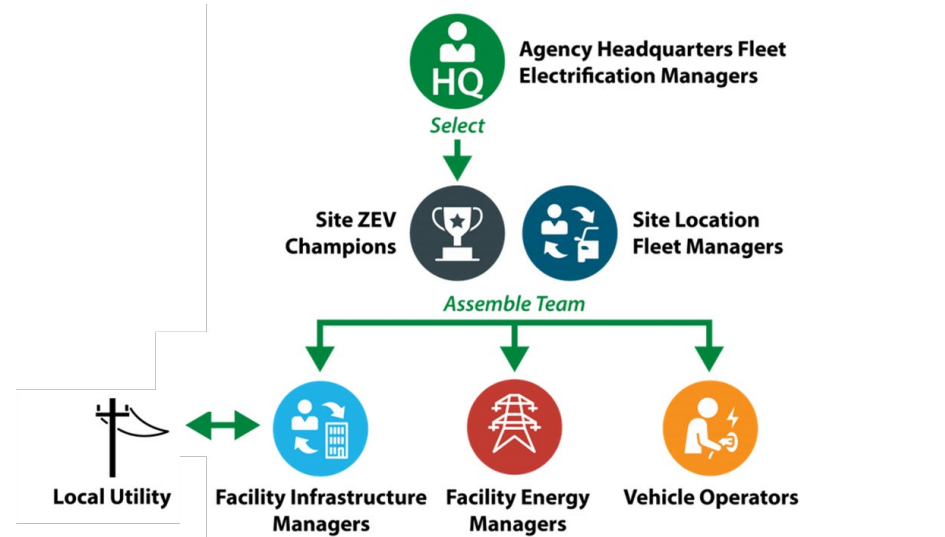 HQ
Agency Headquarters Fleet
Electrification Managers
Select
Site ZEV
Champions
Site Location
Fleet Managers
Assemble Team
Local Utility
Facility Infrastructure
Managers
Facility Energy
Managers
Vehicle Operators